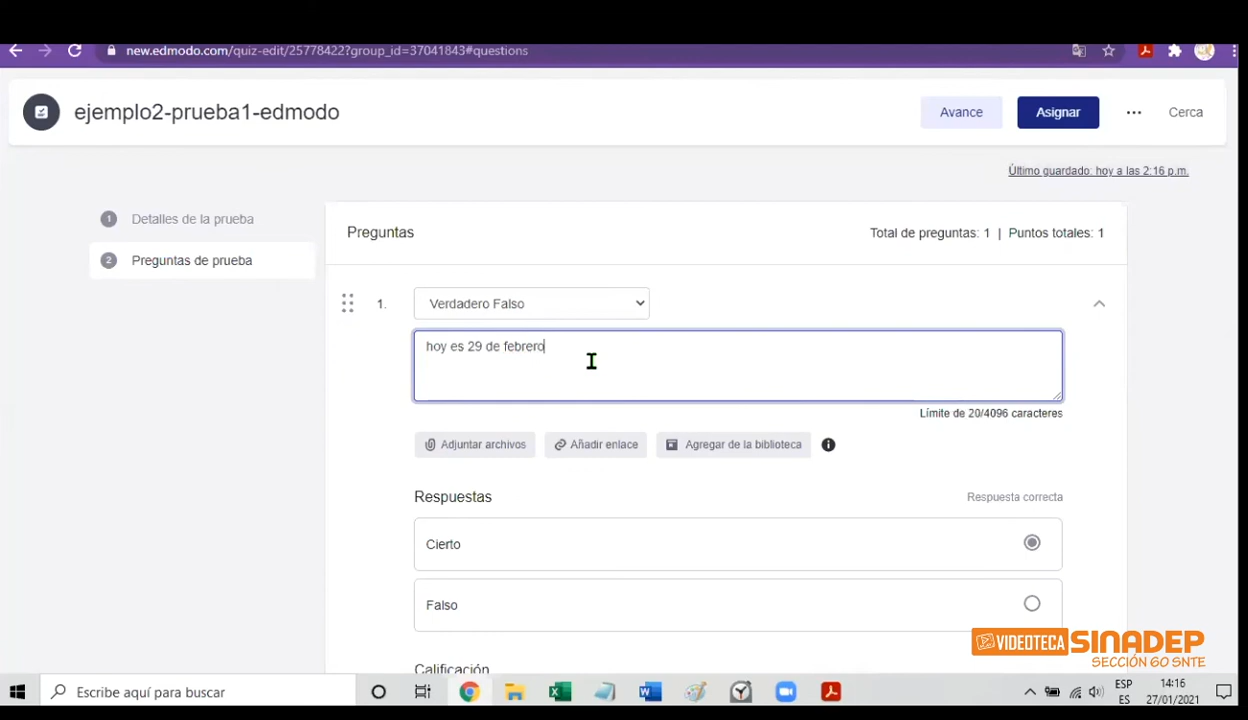 new.edmodo.com/quiz-edit/25778422?group_id=37041843#questions
ejemplo2-prueba1-edmodo
Avance
Asignar
Cerca
Último guardado, hoy a las 2:16 p.m.
1 Detalles de la prueba
2 Preguntas de prueba
Preguntas
Total de preguntas: 1 | Puntos totales: 1
1. Verdadero Falso
hoy es 29 de febrero
Límite de 20/4096 caracteres
Adjuntar archivos
Añadir enlace
Agregar de la biblioteca
Respuestas
Respuesta correcta
Cierto
Falso
Calificación
VIDEOTECA SINADEP
SECCIÓN 60 SNTE
Escribe aquí para buscar
ESP
ES
14:16
27/01/2021